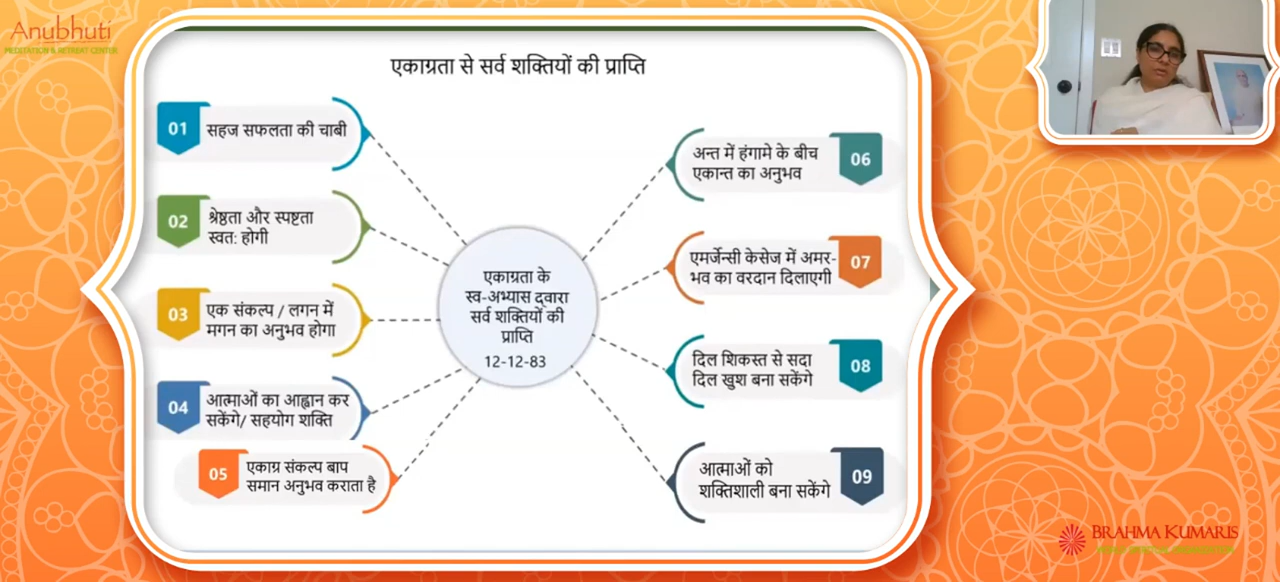 Anubhuti
MEDITATION & RETREAT CENTER
एकाग्रता से सर्व शक्तियों की प्राप्ति
01
सहज सफलता की चाबी
02
श्रेष्ठता और स्पष्टता
स्वत: होगी
03
एक संकल्प / लगन में
मगन का अनुभव होगा
04
आत्माओं का आह्वान कर
सकेंगे/ सहयोग शक्ति
05
एकाग्र संकल्प बाप
समान अनुभव कराता है
एकाग्रता के
स्व-अभ्यास द्वारा
सर्व शक्तियों की
प्राप्ति
12-12-83
अन्त में हंगामे के बीच
एकान्त का अनुभव
06
एमर्जेन्सी केसेज में अमर-
भव का वरदान दिलाएगी
07
दिल शिकस्त से सदा
दिल खुश बना सकेंगे
08
आत्माओं को
शक्तिशाली बना सकेंगे
09
BRAHMA KUMARIS